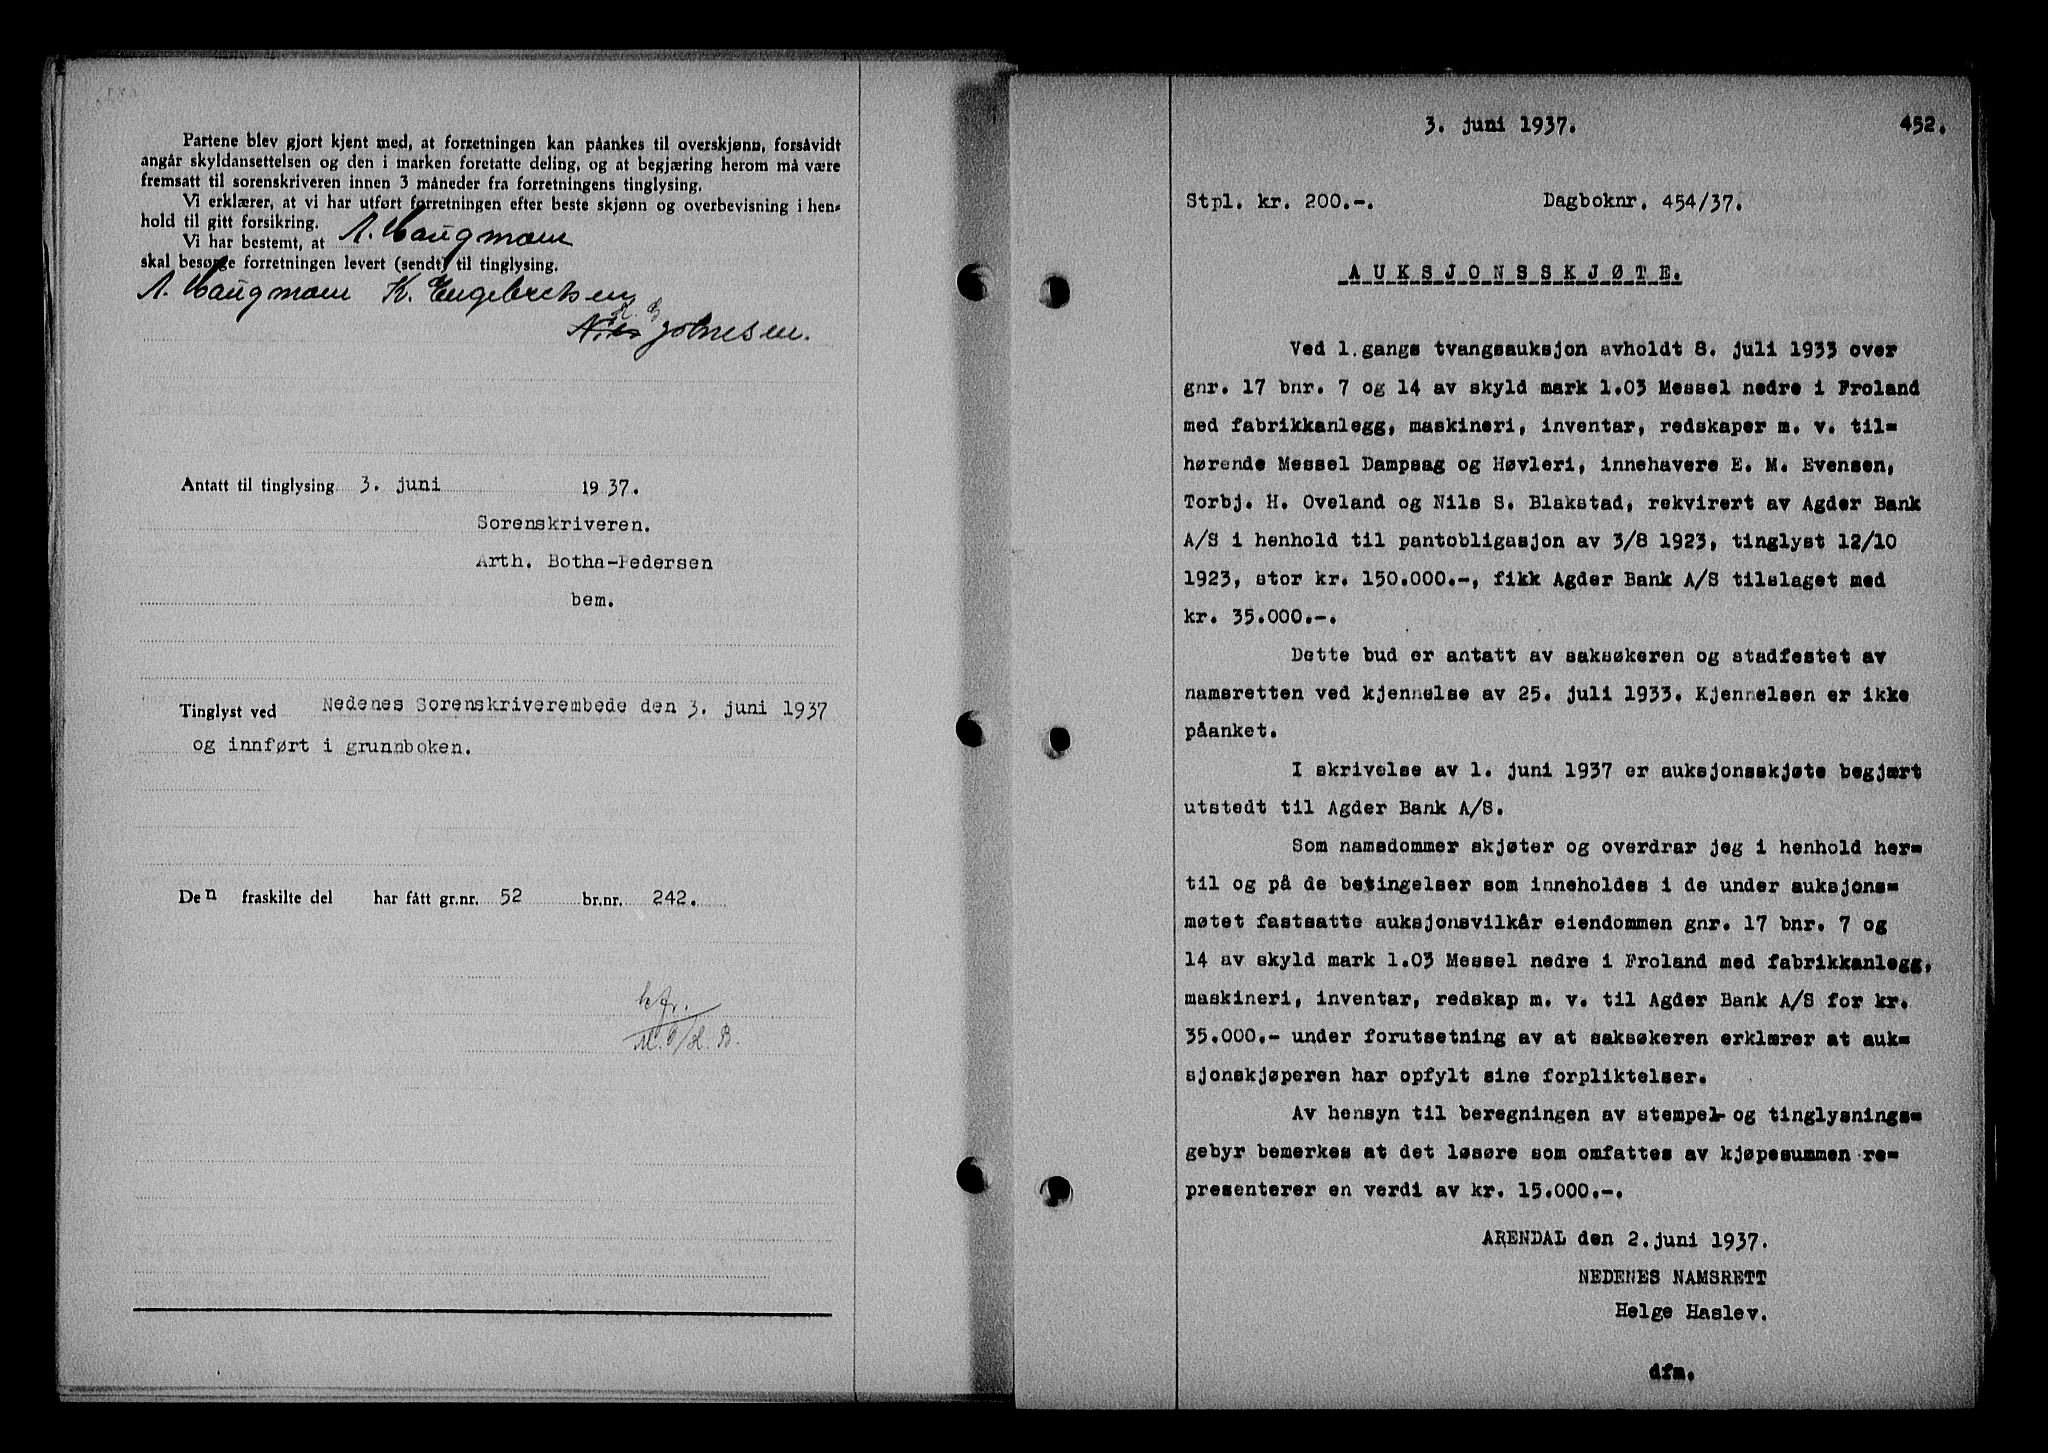 Partene blev gjort kjent med, at forretningen kan påankes til overskjønn, forsåvidt
angår skyldansettelsen og den i marken foretatte deling, og at begjæring herom må være
fremsatt til sorenskriveren innen 3 måneder fra forretningens tinglysing.
Vi erklærer, at vi har utført forretningen efter beste skjønn og overbevisning i hen-
hold til gitt forsikring.
Vi har bestemt, at A. Haugmoen
skal besørge forretningen levert (sendt) til tinglysing.
A. Haugmoen K. Engebretsen
Johnsen.
Antatt til tinglysing 3. juni 1937.
Sorenskriveren.
Arth. Botha-Pedersen
bem.
Tinglyst ved Nedenes Sorenskriverembede den 3. juni 1937
og innført i grunnboken.
Den fraskilte del har fått gr.nr. 52 br.nr. 242.
3. juni 1937. 452.
Stpl. kr. 200.-. Dagboknr. 454/37.
AUKSJONSSKJØTE.
Ved 1.gangs tvangsauksjon avholdt 8. juli 1933 over
gnr. 17 bnr. 7 og 14 av skyld mark 1.03 Messel nedre i Froland
med fabrikkanlegg, maskineri, inventar, redskaper m. v. til=
hørende Messel Dampsag og Høvleri, innehavere E. M. Evensen,
Torbj. H. Oveland og Nils S. Blakstad, rekvirert av Agder Bank
A/S i henhold til pantobligasjon av 3/8 1923, tinglyst 12/10
1923, stor kr. 150.000.-, fikk Agder Bank A/S tilslaget med
kr. 35.000.-.
Dette bud er antatt av saksøkeren og stadfestet av
namsretten ved kjennelse av 25. juli 1933. Kjennelsen er ikke
påanket.
I skrivelse av 1. juni 1937 er auksjonsskjøte begjært
utstedt til Agder Bank A/S.
Som namsdommer skjøter og overdrar jeg i henhold her=
til og på de betingelser som inneholdes i de under auksjons=
møtet fastsatte auksjonsvilkår eiendommen gnr. 17 bnr. 7 og
14 av skyld mark 1.03 Messel nedre i Froland med fabrikkanlegg,
maskineri, inventar, redskap m. v. til Agder Bank A/S for kr.
35.000.- under forutsetning av at saksøkeren erklærer at auk=
sjonskjøperen har opfylt sine forpliktelser.
Av hensyn til beregningen av stempel- og tinglysnings=
gebyr bemerkes at det løsøre som omfattes av kjøpesummen re=
presenterer en verdi av kr. 15.000.-.
ARENDAL den 2.juni 1937.
NEDENES NAMSRETT
Helge Haslev.
dfm.